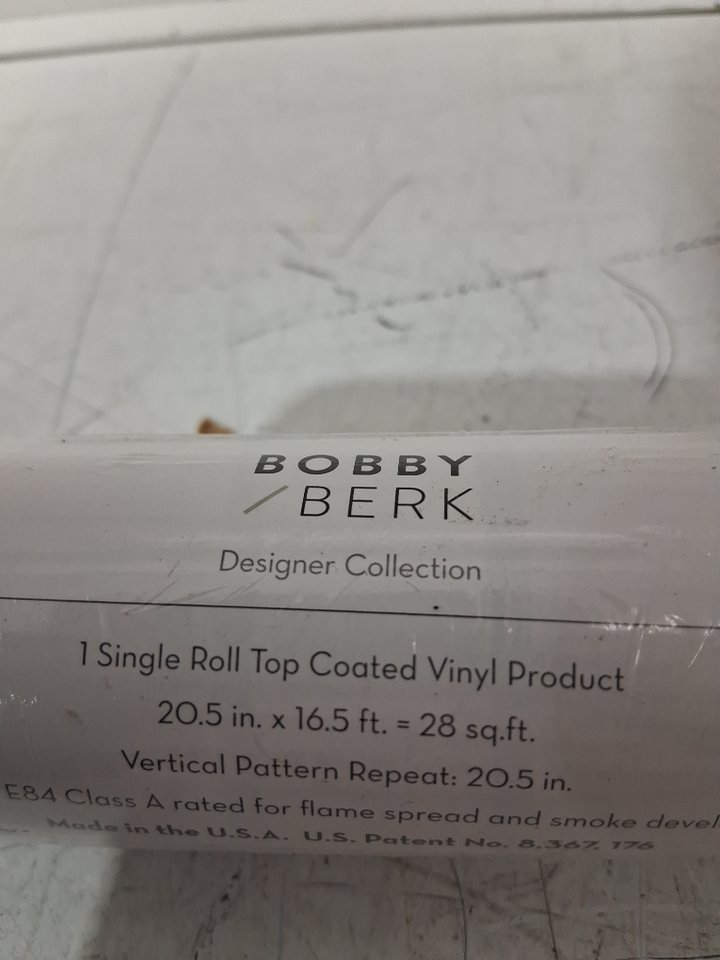 BOBBY
/BERK
Designer Collection
1 Single Roll Top Coated Vinyl Product
20.5 in. x 16.5 ft. = 28 sq.ft.
Vertical Pattern Repeat: 20.5 in.
E84 Class A rated for flame spread and smoke devel
Made in the U.S.A. U.S. Patent No. 8,367,176